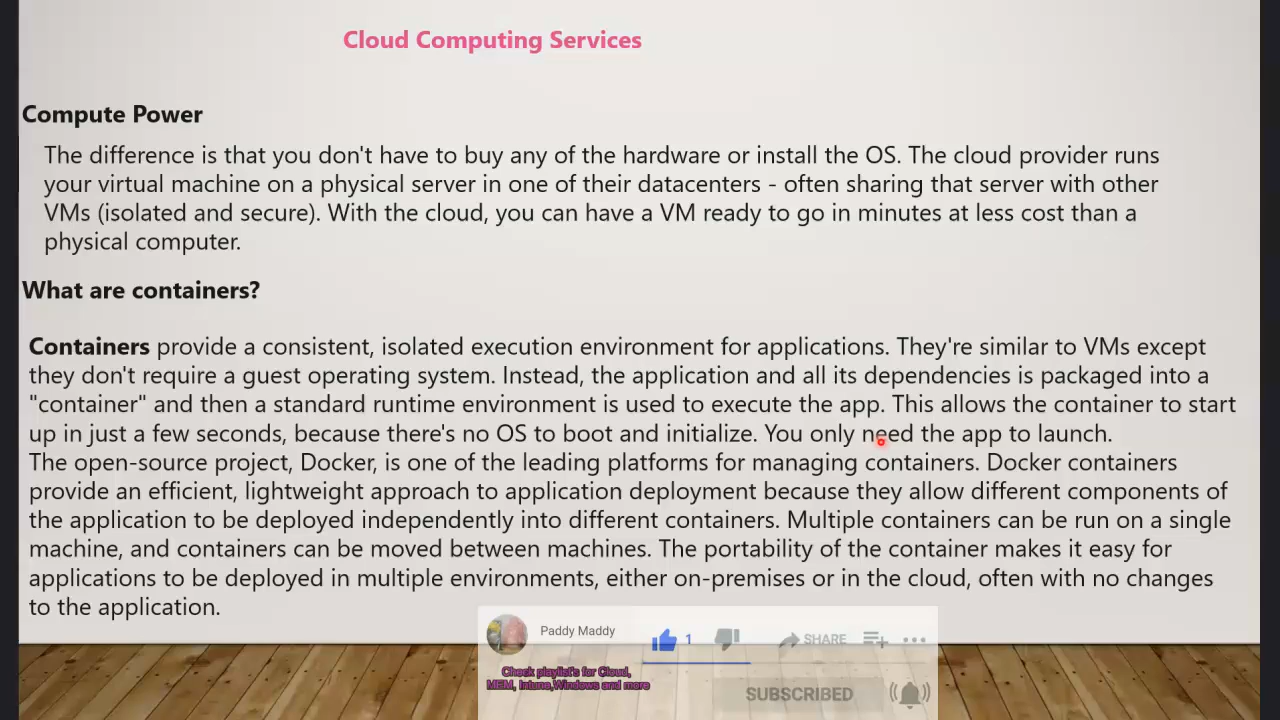 Cloud Computing Services
Compute Power
The difference is that you don't have to buy any of the hardware or install the OS. The cloud provider runs
your virtual machine on a physical server in one of their datacenters - often sharing that server with other
VMs (isolated and secure). With the cloud, you can have a VM ready to go in minutes at less cost than a
physical computer.
What are containers?
Containers provide a consistent, isolated execution environment for applications. They're similar to VMs except
they don't require a guest operating system. Instead, the application and all its dependencies is packaged into a
"container" and then a standard runtime environment is used to execute the app. This allows the container to start
up in just a few seconds, because there's no OS to boot and initialize. You only need the app to launch.
The open-source project, Docker, is one of the leading platforms for managing containers. Docker containers
provide an efficient, lightweight approach to application deployment because they allow different components of
the application to be deployed independently into different containers. Multiple containers can be run on a single
machine, and containers can be moved between machines. The portability of the container makes it easy for
applications to be deployed in multiple environments, either on-premises or in the cloud, often with no changes
to the application.
Paddy Maddy
1
SHARE
Check playlist's for Cloud,
MEM, Intune,Windows and more
SUBSCRIBED